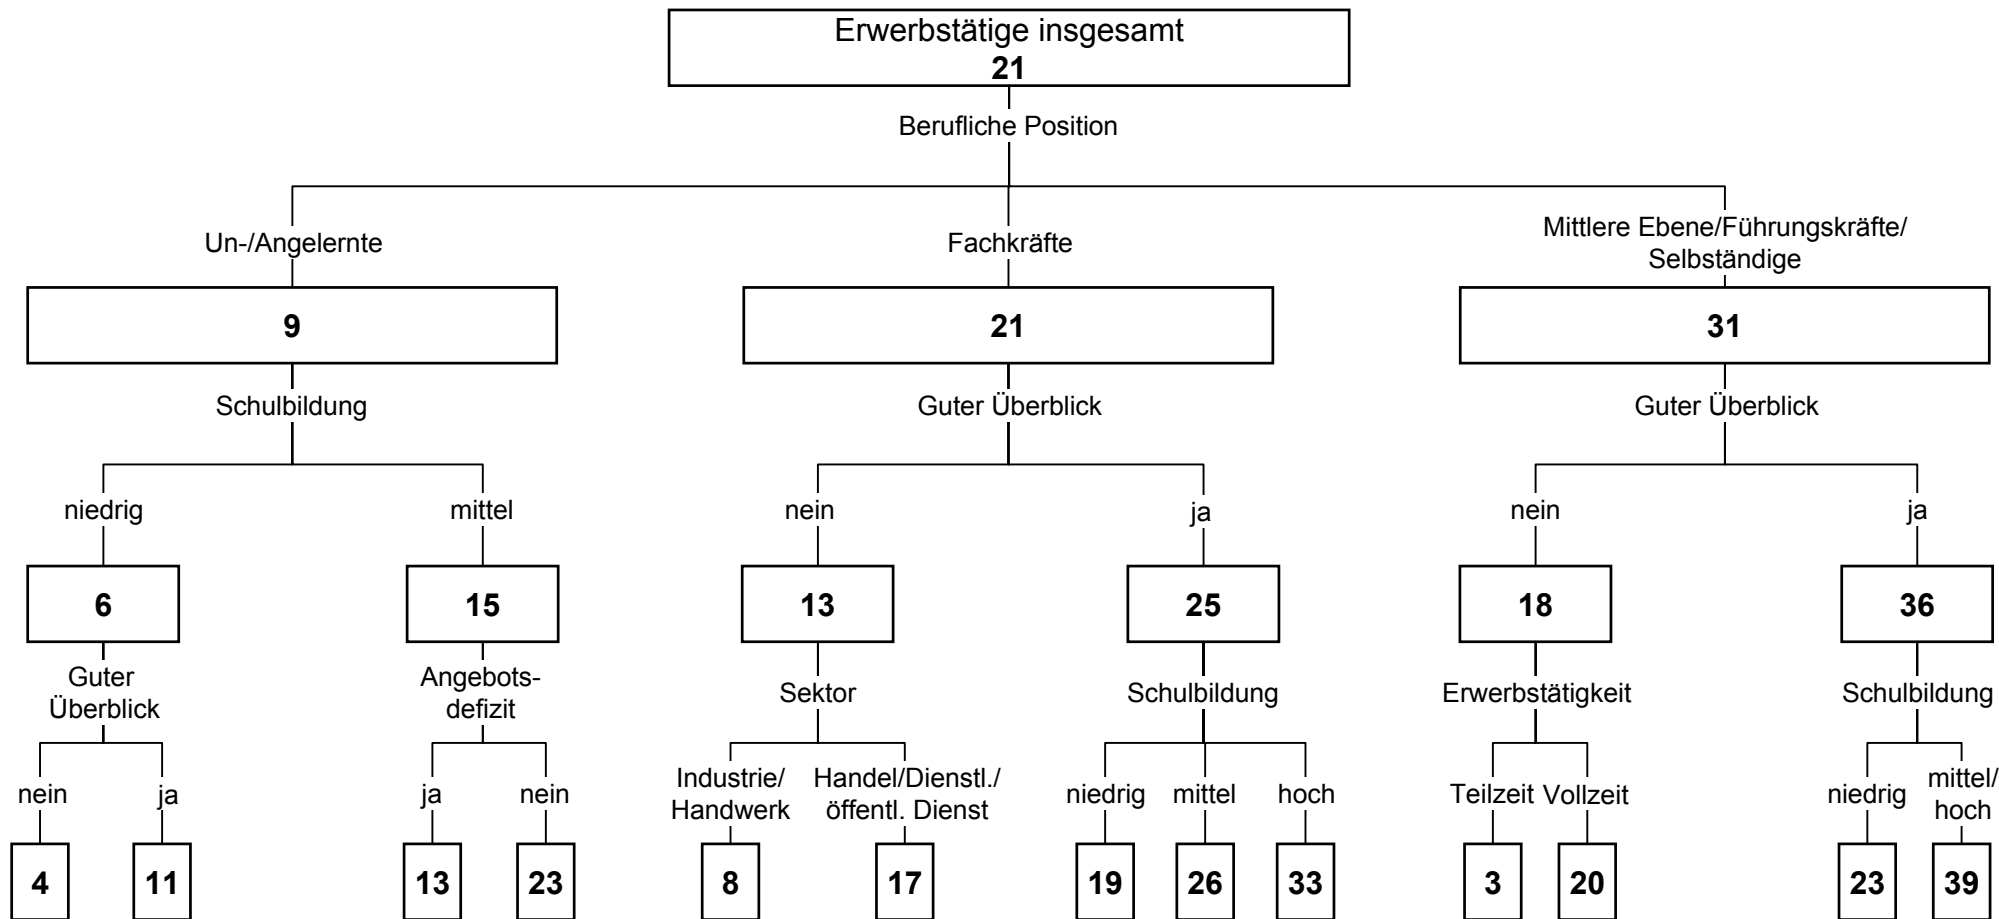 Erwerbstätige insgesamt
21
Berufliche Position
Un-/Angelernte
Fachkräfte
Mittlere Ebene/Führungskräfte/
Selbständige
9
21
31
Schulbildung
Guter Überblick
Guter Überblick
niedrig
mittel
nein
ja
nein
ja
6
15
13
25
18
36
Guter
Überblick
Angebots-
defizit
Sektor
Schulbildung
Erwerbstätigkeit
Schulbildung
nein
ja
ja
nein
Industrie/
Handwerk
Handel/Dienstl./
öffentl. Dienst
niedrig
mittel
hoch
Teilzeit
Vollzeit
niedrig
mittel/
hoch
4
11
13
23
8
17
19
26
33
3
20
23
39